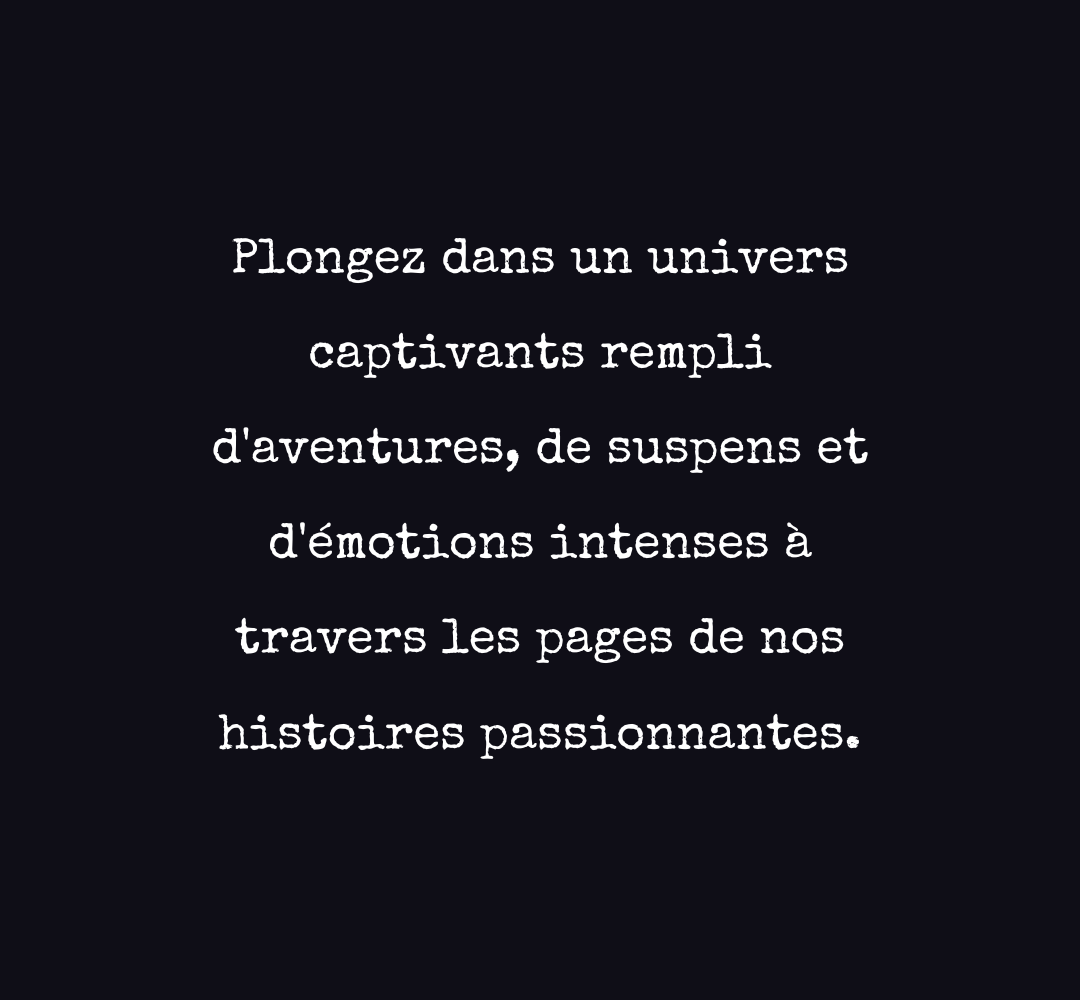 Plongez dans un univers
captivants rempli
d'aventures, de suspens et
d'émotions intenses à
travers les pages de nos
histoires passionnantes.